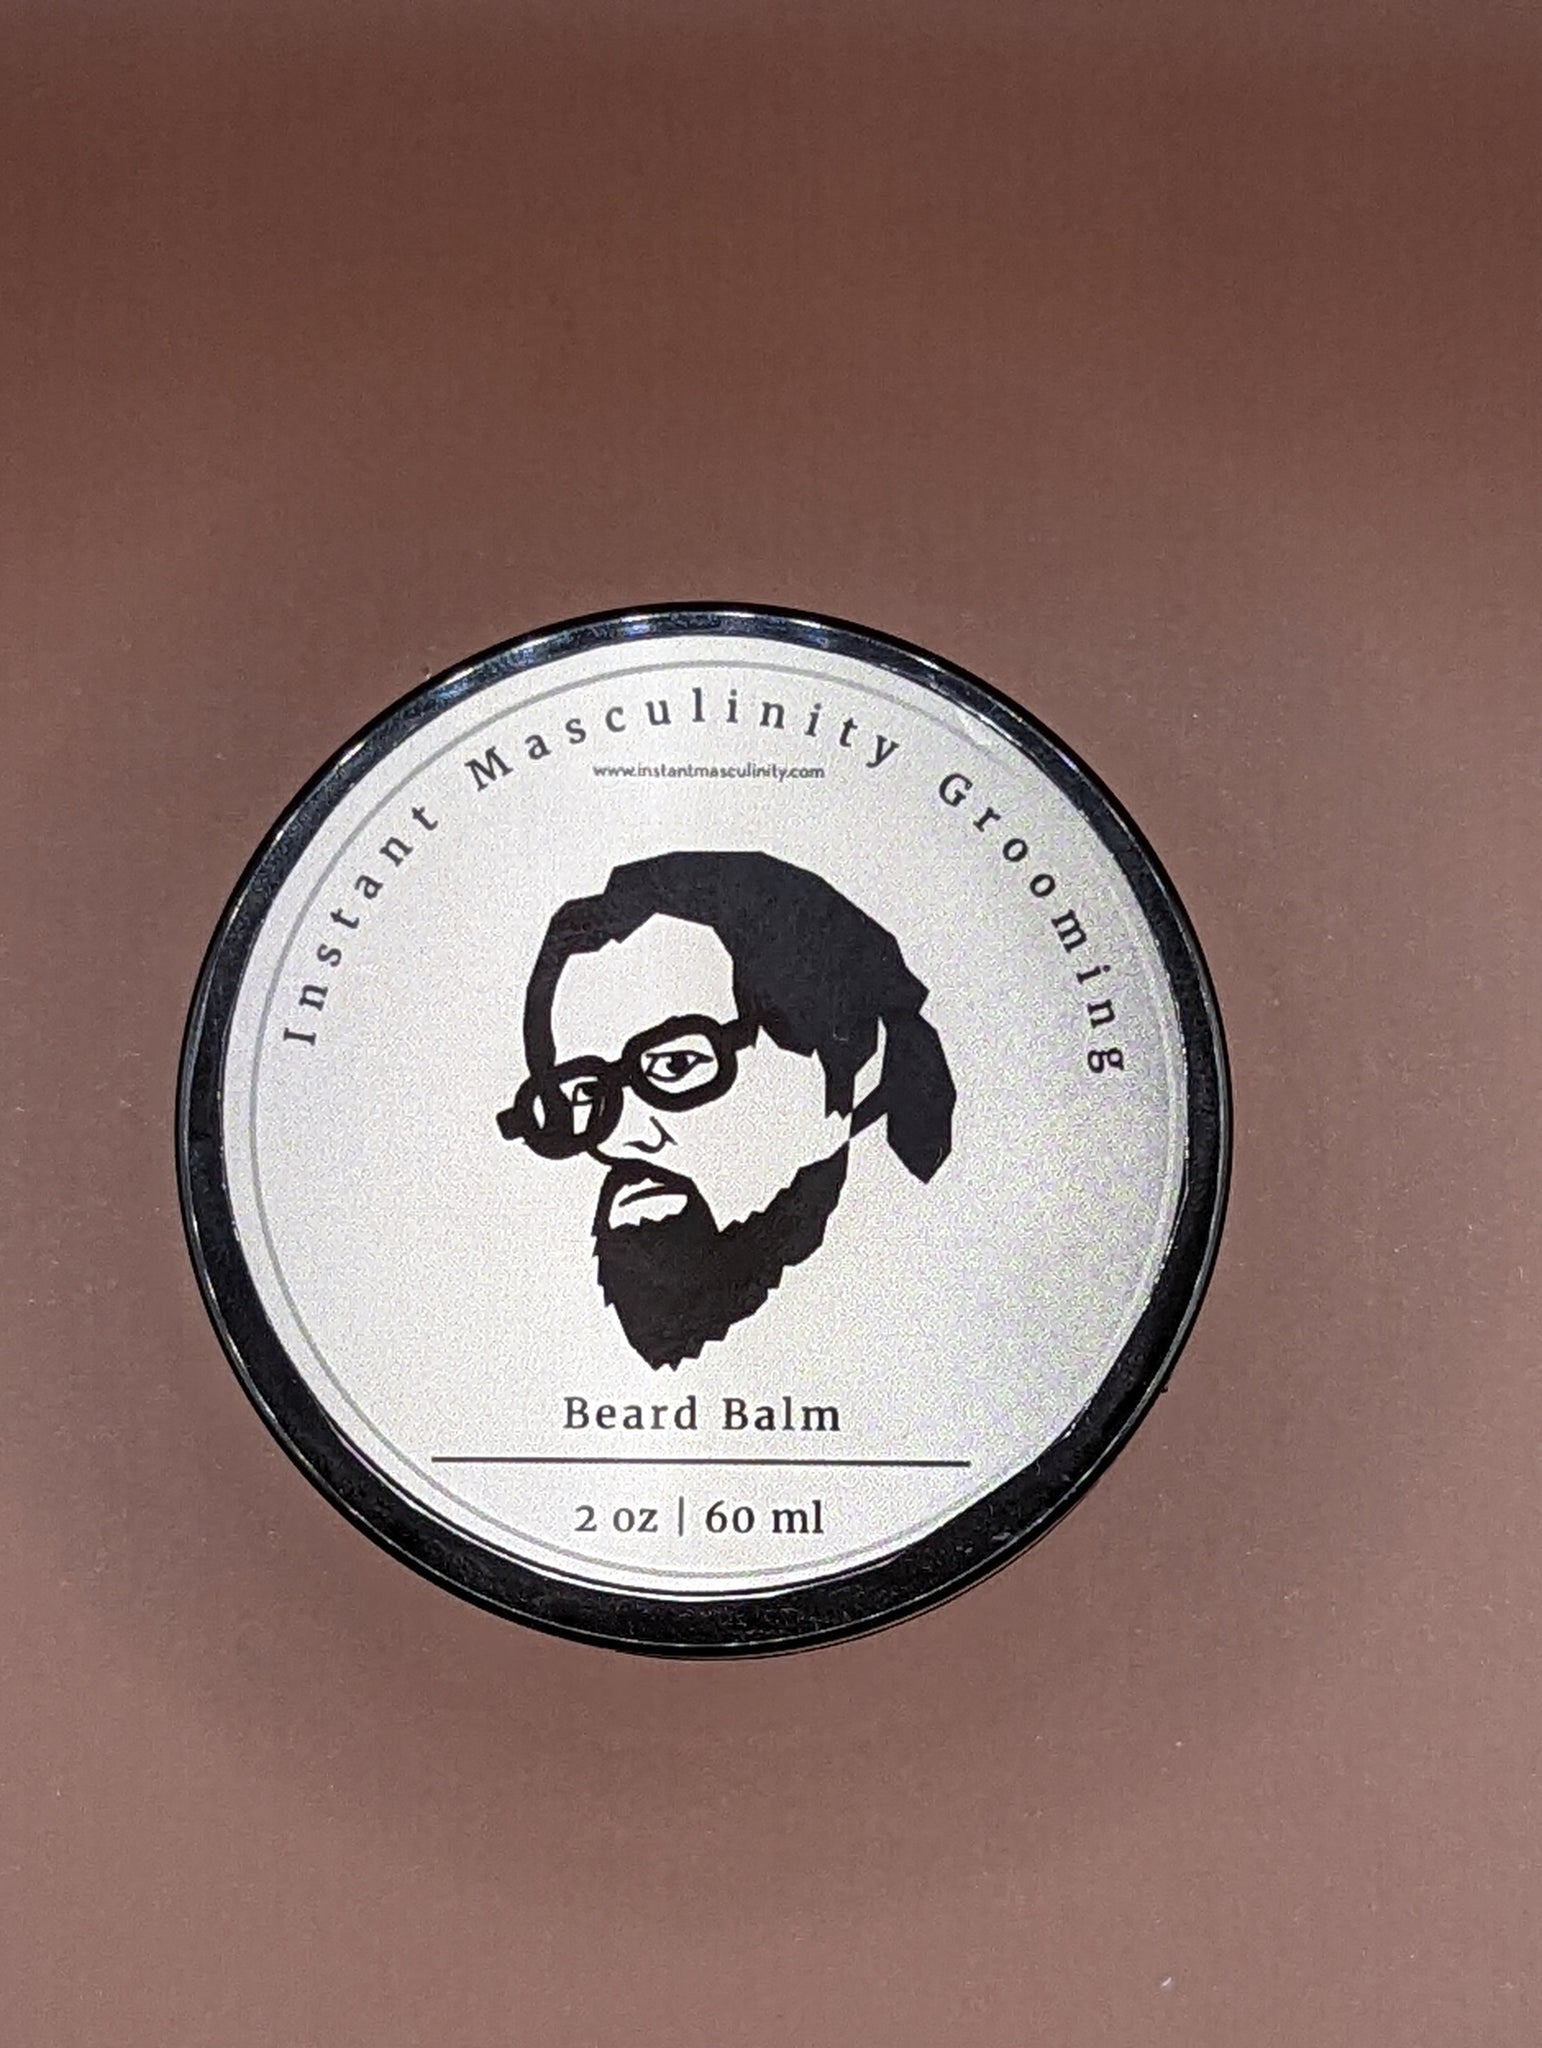 Instant Masculinity Grooming
www.instantmasculinity.com
Beard Balm
2 oz | 60 ml